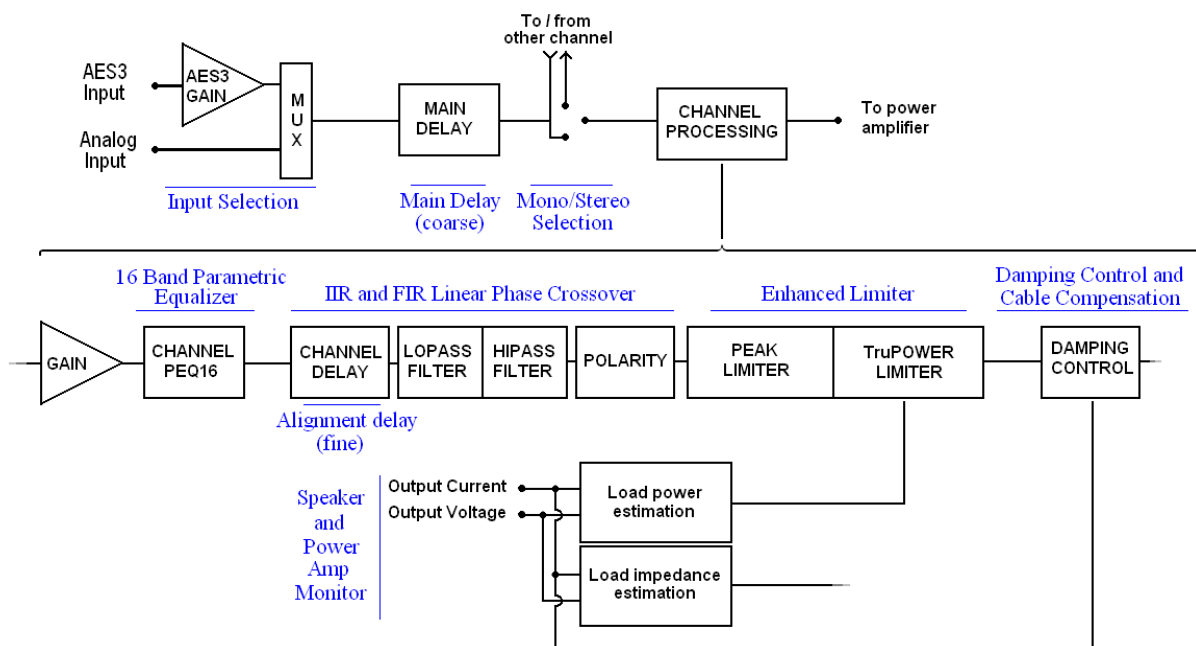 To / from
other channel
AES3
Input
AES3
GAIN
M
U
X
MAIN
DELAY
CHANNEL
PROCESSING
To power
amplifier
Analog
Input
Input Selection
Main Delay
(coarse)
Mono/Stereo
Selection
16 Band Parametric
Equalizer
IIR and FIR Linear Phase Crossover
Enhanced Limiter
Damping Control and
Cable Compensation
GAIN
CHANNEL
PEQ16
CHANNEL
DELAY
LOPASS
FILTER
HIPASS
FILTER
POLARITY
PEAK
LIMITER
TruPOWER
LIMITER
DAMPING
CONTROL
Alignment delay
(fine)
Speaker
and
Power
Amp
Monitor
Output Current
Output Voltage
Load power
estimation
Load impedance
estimation